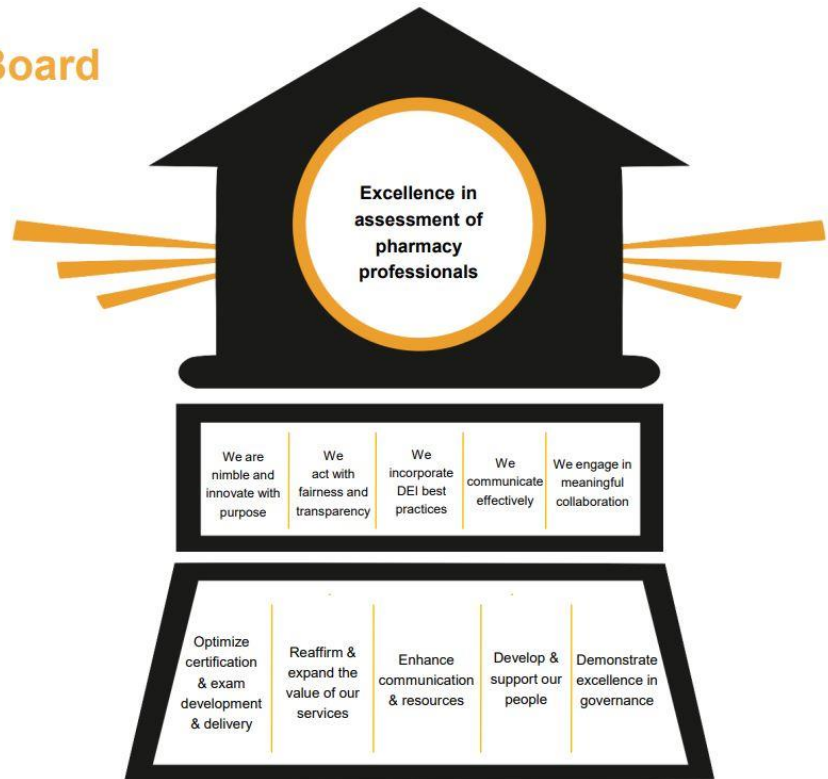 Board
Excellence in
assessment of
pharmacy
professionals
We are
nimble and
innovate with
purpose
We
act with
fairness and
transparency
We
incorporate
DEI best
practices
We
communicate
effectively
We engage in
meaningful
collaboration
Optimize
certification
& exam
development
& delivery
Reaffirm &
expand the
value of our
services
Enhance
communication
& resources
Develop &
support our
people
Demonstrate
excellence in
governance